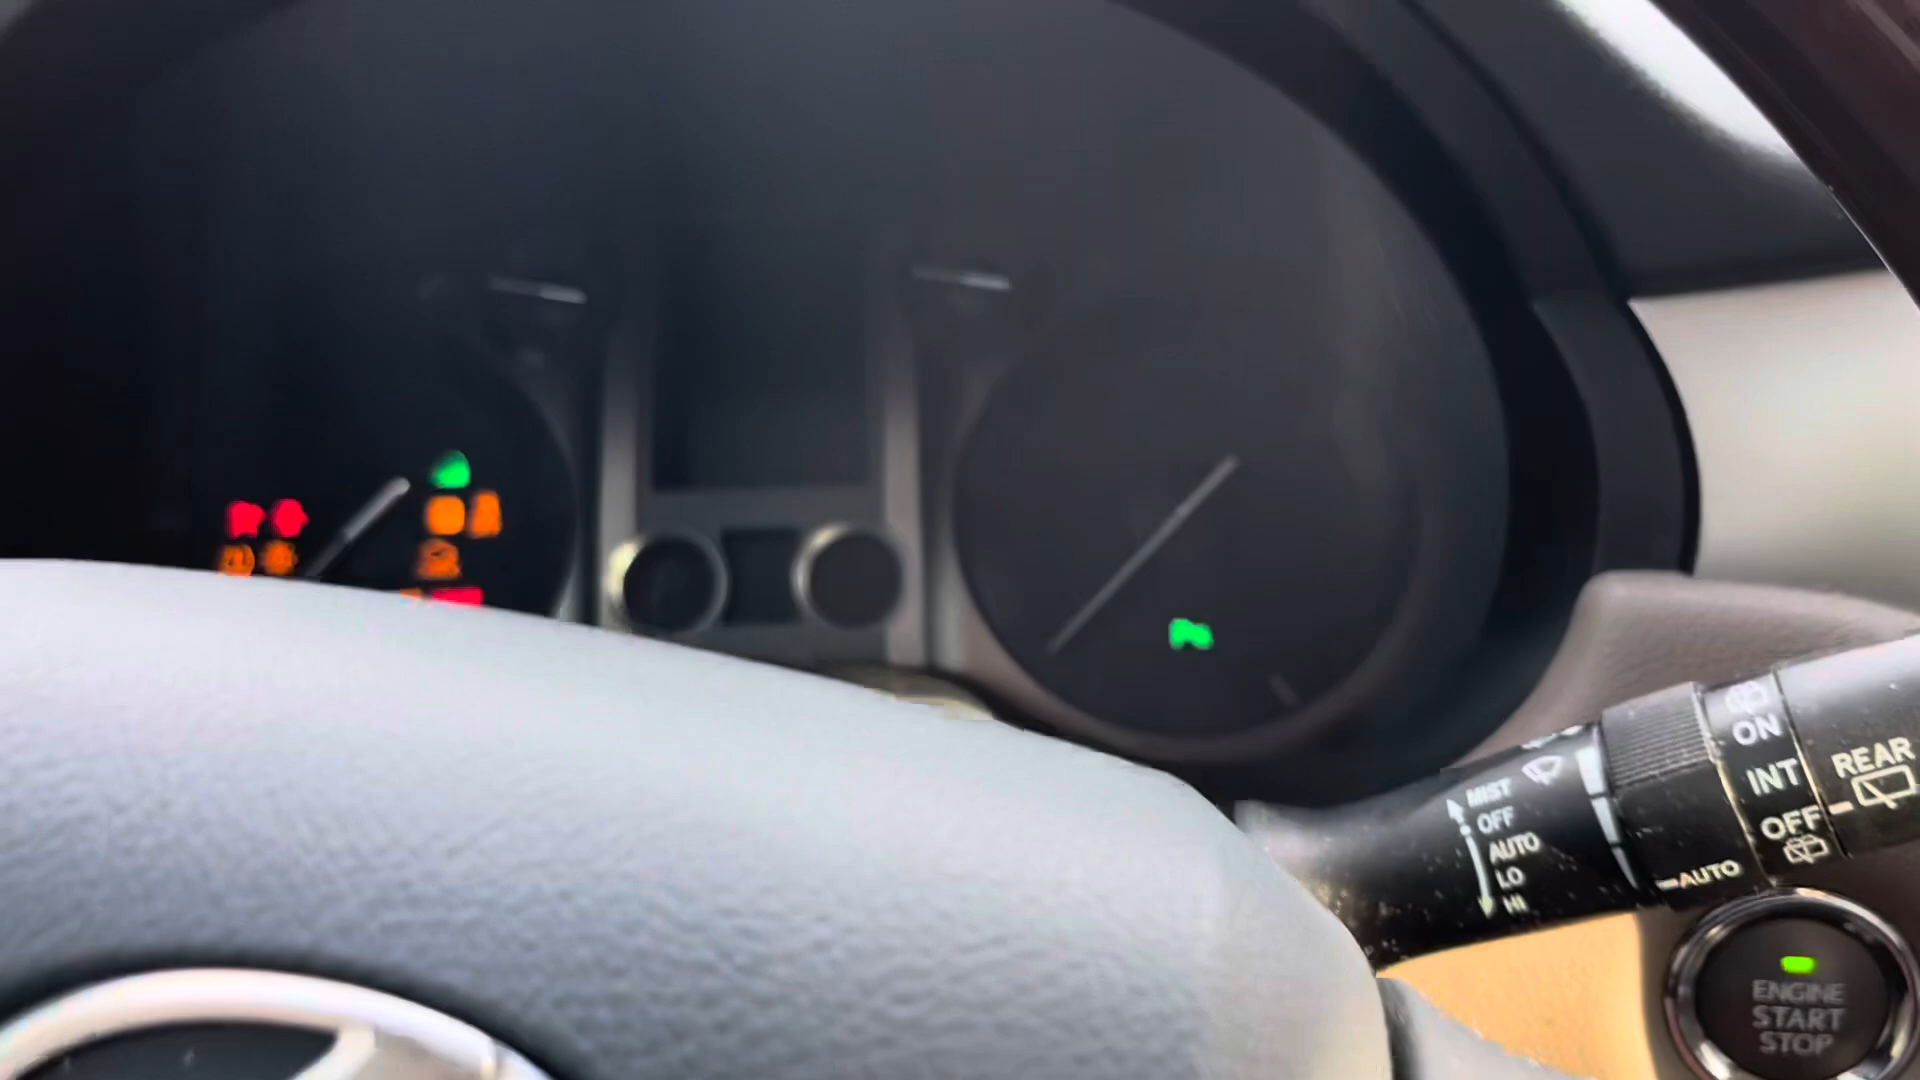 MIST
OFF
AUTO
LO
HI
AUTO
ON
INT
OFF
REAR
ENGINE
START
STOP